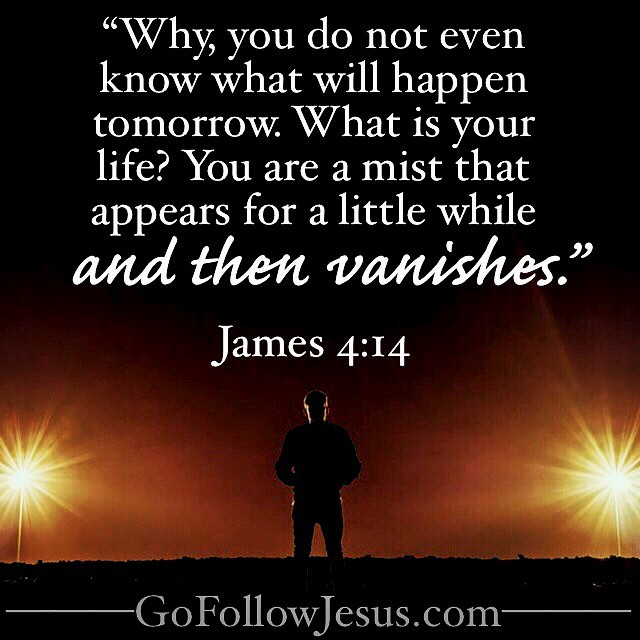 “Why, you do not even
know what will happen
tomorrow. What is your
life? You are a mist that
appears for a little while
and then vanishes.”
James 4:14
GoFollowJesus.com